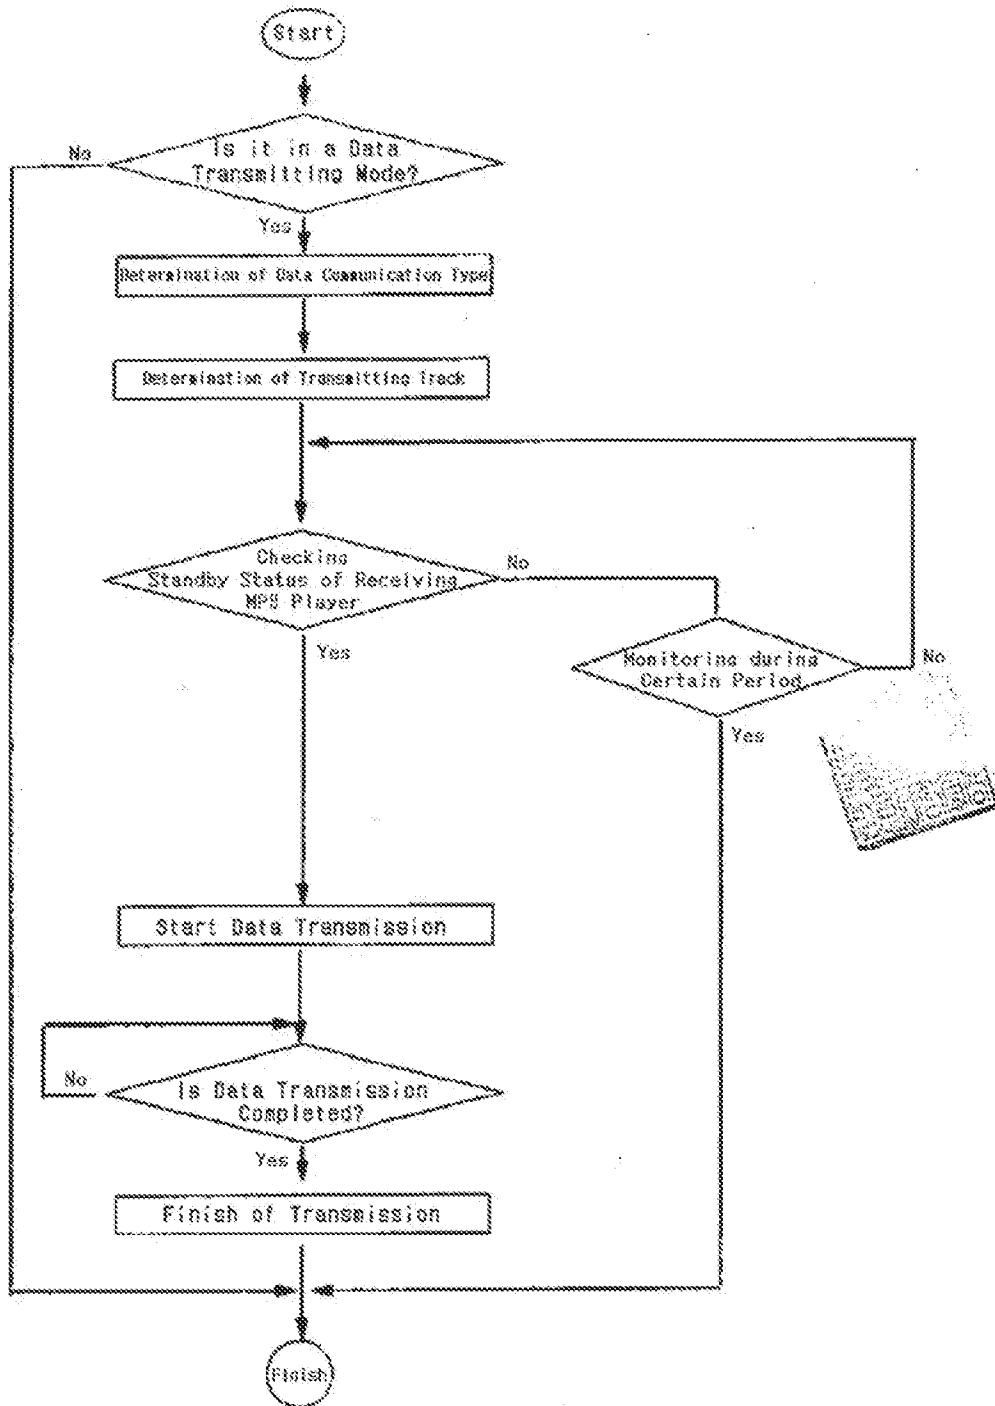 Start
Is it in a Data
Transmitting Mode?
No
Yes
Determination of Data Communication Type
Determination of Transmitting Track
Checking
Standby Status of Receiving
MP3 Player
No
Yes
Monitoring during
Certain Period
No
Yes
Start Data Transmission
Is Data Transmission
Completed?
No
Yes
Finish of Transmission
Finish